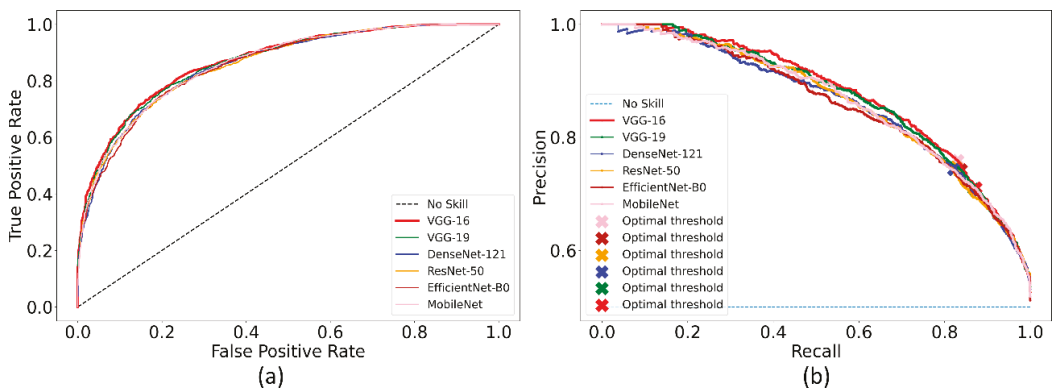 True Positive Rate
1.0
0.8
0.6
0.4
0.2
0.0
No Skill
VGG-16
VGG-19
DenseNet-121
ResNet-50
EfficientNet-B0
MobileNet
0.0 0.2 0.4 0.6 0.8 1.0
False Positive Rate
(a)
Precision
1.0
0.8
0.6
No Skill
VGG-16
VGG-19
DenseNet-121
ResNet-50
EfficientNet-B0
MobileNet
Optimal threshold
Optimal threshold
Optimal threshold
Optimal threshold
Optimal threshold
Optimal threshold
0.0 0.2 0.4 0.6 0.8 1.0
Recall
(b)